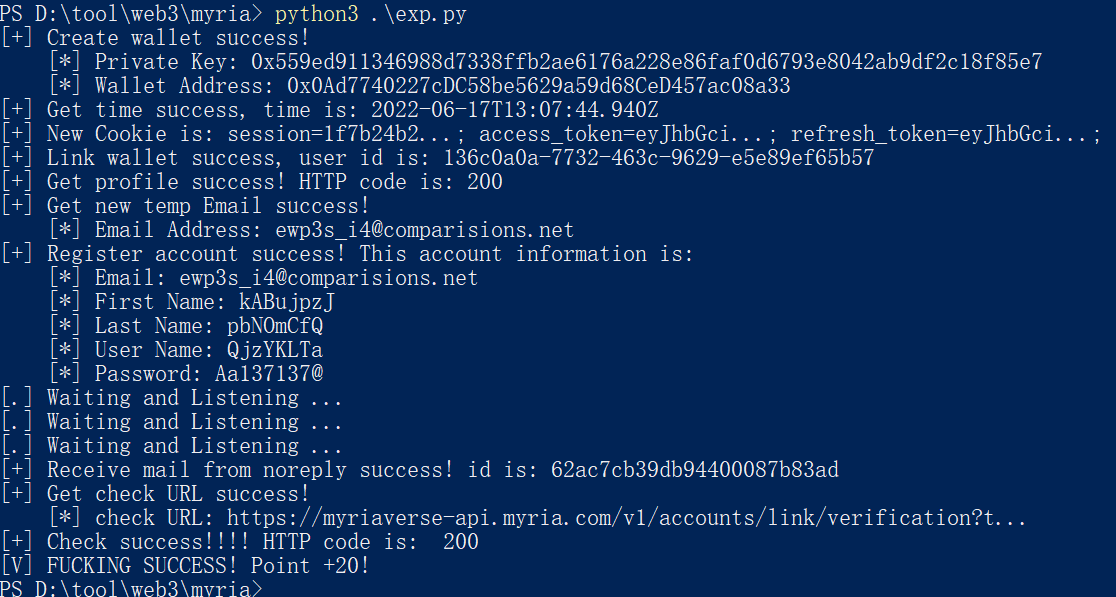 PS D:\tool\web3\myria> python3 .\exp.py
[+] Create wallet success!
[*] Private Key: 0x559ed911346988d7338ffb2ae6176a228e86faf0d6793e8042ab9df2c18f85e7
[*] Wallet Address: 0x0Ad7740227cDC58be5629a59d68CeD457ac08a33
[+] Get time success, time is: 2022-06-17T13:07:44.940Z
[+] New Cookie is: session=1f7b24b2...; access_token=eyJhbGci...; refresh_token=eyJhbGci...;
[+] Link wallet success, user id is: 136c0a0a-7732-463c-9629-e5e89ef65b57
[+] Get profile success! HTTP code is: 200
[+] Get new temp Email success!
[*] Email Address: ewp3s_i4@comparisions.net
[+] Register account success! This account information is:
[*] Email: ewp3s_i4@comparisions.net
[*] First Name: kABujpzJ
[*] Last Name: pbNOmCfQ
[*] User Name: QjzYKLTa
[*] Password: Aa137137@
[.] Waiting and Listening ...
[.] Waiting and Listening ...
[.] Waiting and Listening ...
[+] Receive mail from noreply success! id is: 62ac7cb39db94400087b83ad
[+] Get check URL success!
[*] check URL: https://myriaverse-api.myria.com/v1/accounts/link/verification?t...
[+] Check success!!!! HTTP code is:  200
[V] FUCKING SUCCESS! Point +20!
PS D:\tool\web3\myria>